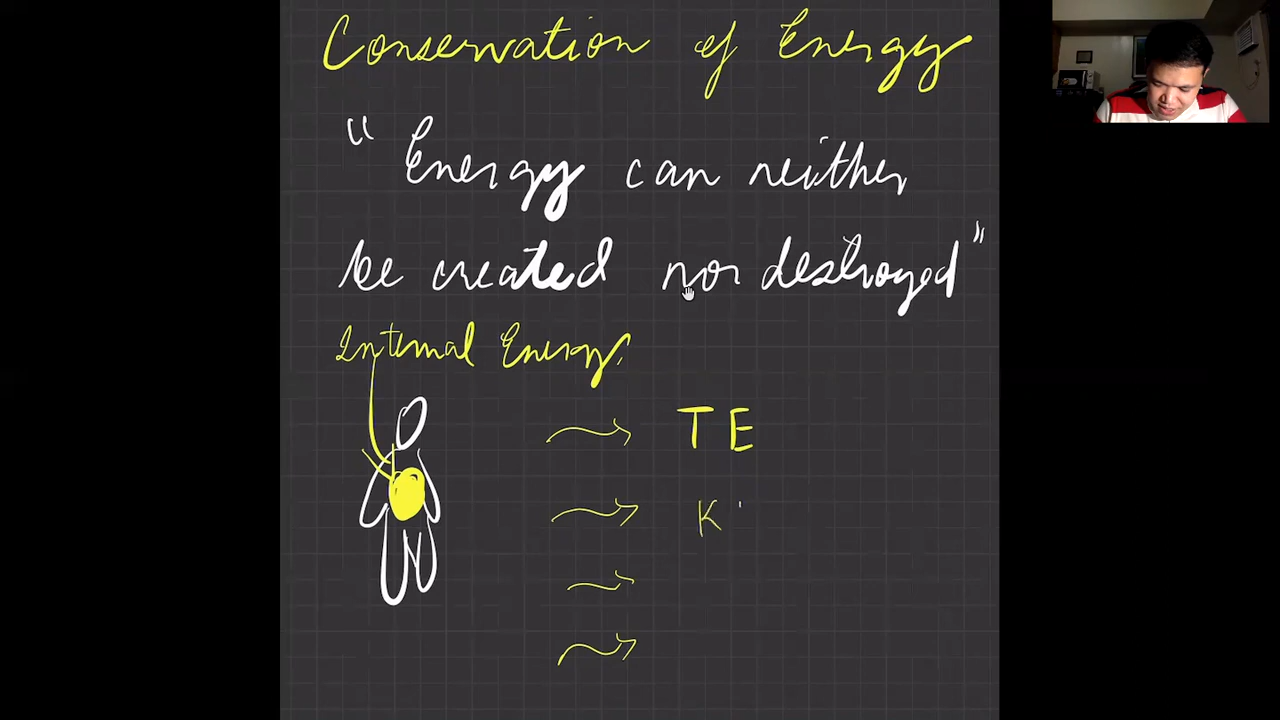 Conservation of Energy
“ Energy can neither
be created nor destroyed”
Internal Energy.
TE
K